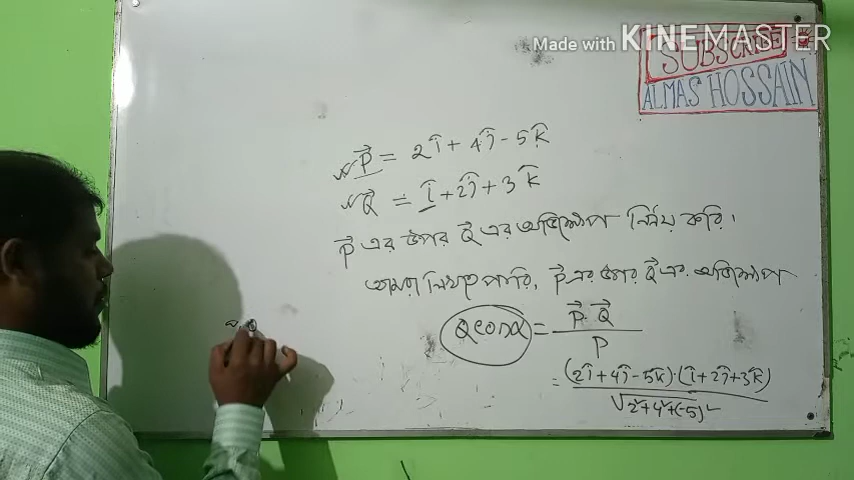 Made with KINEMASTER
SUBSCRIBE
ALMAS HOSSAIN
P⃗ = 2î + 4ĵ - 5k̂
Q⃗ = î + 2ĵ + 3k̂
P⃗ এর উপর Q⃗ এর অভিক্ষেপ নির্ণয় করি।
আমরা লিখতে পারি, P⃗ এর উপর Q⃗ এর অভিক্ষেপ
= P⃗. Q⃗ / P
= (2î + 4ĵ - 5k̂).(î + 2ĵ + 3k̂) / √2² + 4² + (-5)²